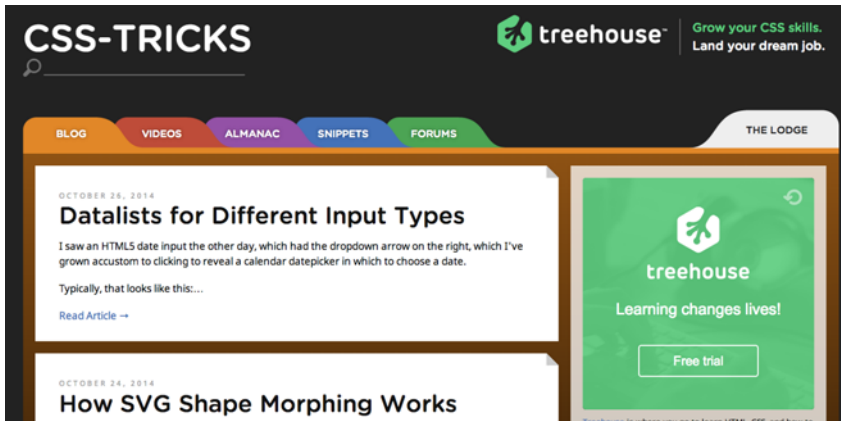 CSS-TRICKS
treehouse™
Grow your CSS skills.
Land your dream job.
BLOG
VIDEOS
ALMANAC
SNIPPETS
FORUMS
THE LODGE
OCTOBER 26, 2014
Datalists for Different Input Types
I saw an HTML5 date input the other day, which had the dropdown arrow on the right, which I've
grown accustom to clicking to reveal a calendar datepicker in which to choose a date.
Typically, that looks like this:...
Read Article →
OCTOBER 24, 2014
How SVG Shape Morphing Works
treehouse
Learning changes lives!
Free trial